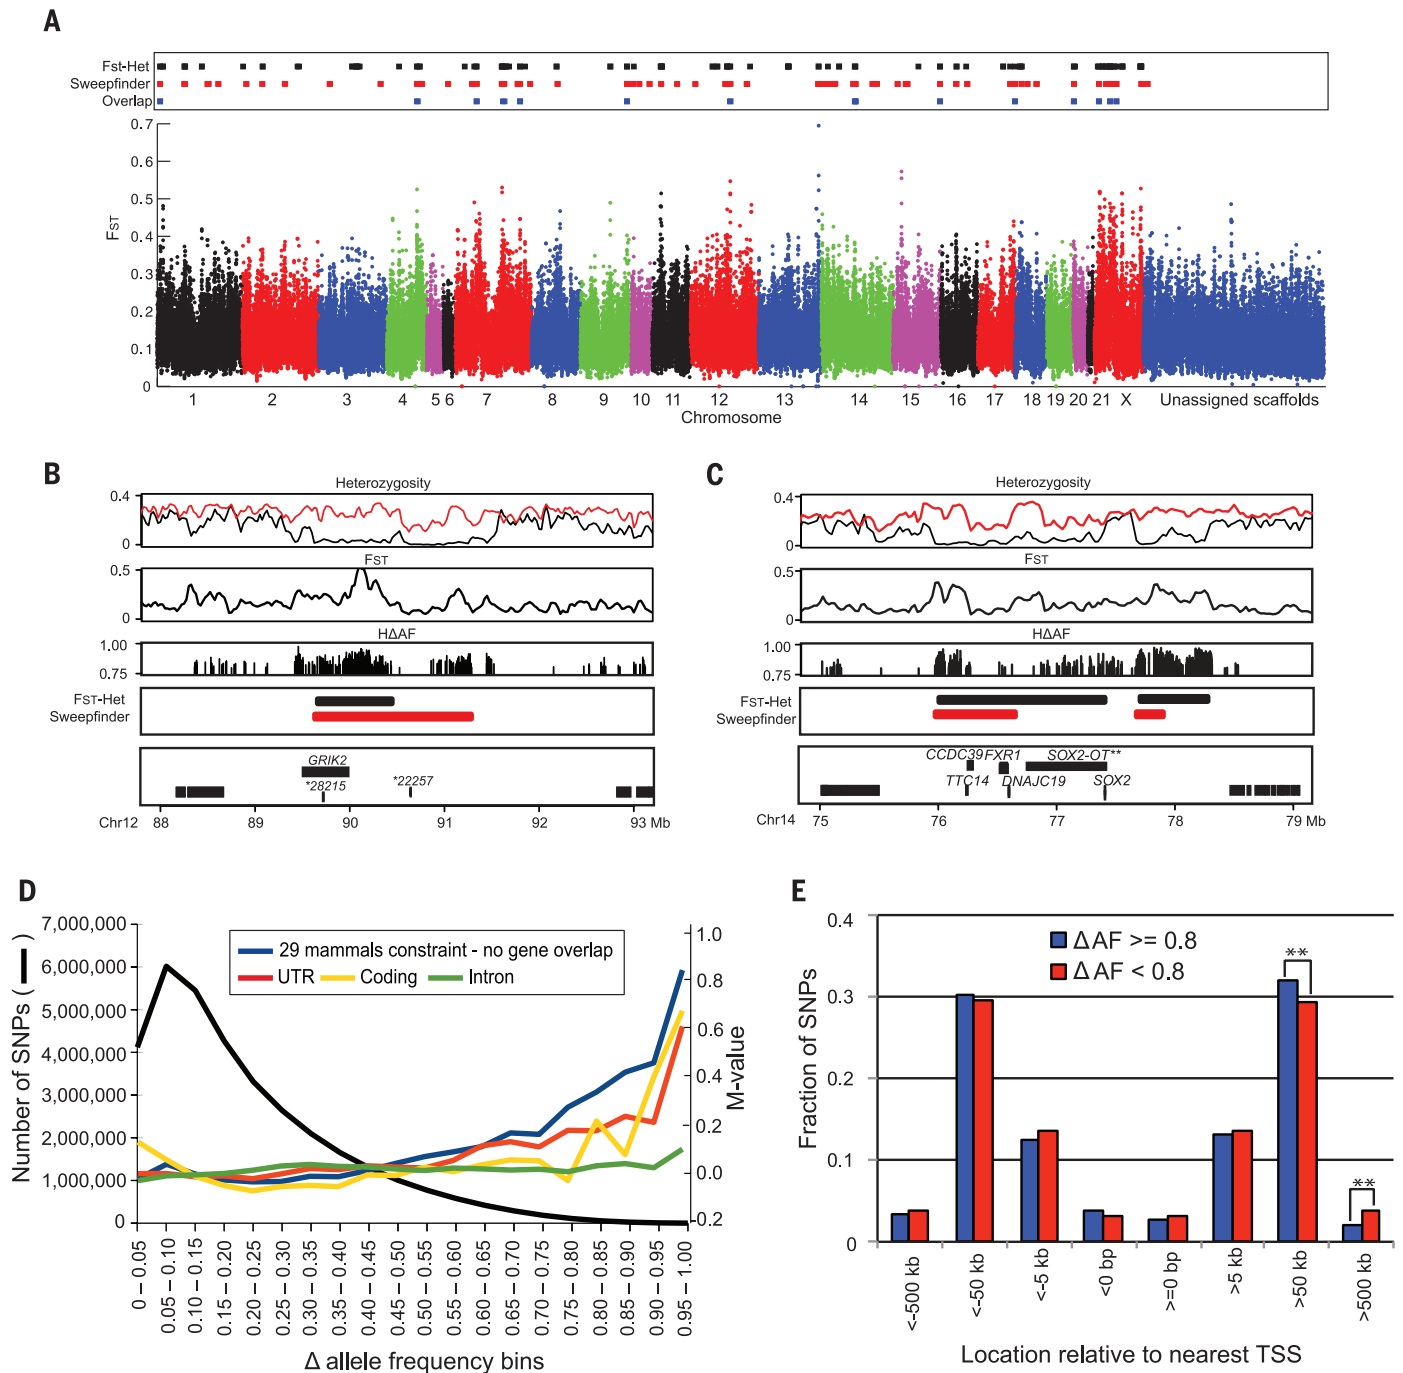 A
Fst-Het
Sweepfinder
Overlap
0.7
0.6
0.5
0.4
0.3
0.2
0.1
0
FST
1 2 3 4 5 6 7 8 9 10 11 12 13 14 15 16 17 18 19 20 21 X Unassigned scaffolds
Chromosome
B
Heterozygosity
0.4
0
FST
0.5
0
HΔAF
1.00
0.75
FST-Het
Sweepfinder
GRIK2
*28215
*22257
Chr12 88 89 90 91 92 93 Mb
C
Heterozygosity
0.4
0
FST
0.5
0
HΔAF
1.00
0.75
FST-Het
Sweepfinder
CCDC39 FXR1 SOX2-OT**
TTC14 DNAJC19 SOX2
Chr14 75 76 77 78 79 Mb
D
Number of SNPs ( — )
7,000,000
6,000,000
5,000,000
4,000,000
3,000,000
2,000,000
1,000,000
0
29 mammals constraint - no gene overlap
UTR Coding Intron
1.0
0.8
0.6
0.4
0.2
0.0
-0.2
M-value
0 – 0.05
0.05 – 0.10
0.10 – 0.15
0.15 – 0.20
0.20 – 0.25
0.25 – 0.30
0.30 – 0.35
0.35 – 0.40
0.40 – 0.45
0.45 – 0.50
0.50 – 0.55
0.55 – 0.60
0.60 – 0.65
0.65 – 0.70
0.70 – 0.75
0.75 – 0.80
0.80 – 0.85
0.85 – 0.90
0.90 – 0.95
0.95 – 1.00
Δ allele frequency bins
E
Fraction of SNPs
0.4
0.3
0.2
0.1
0
Δ AF >= 0.8
Δ AF < 0.8
**
**
<-500 kb
<-50 kb
<-5 kb
<0 bp
>=0 bp
>5 kb
>50 kb
>500 kb
Location relative to nearest TSS